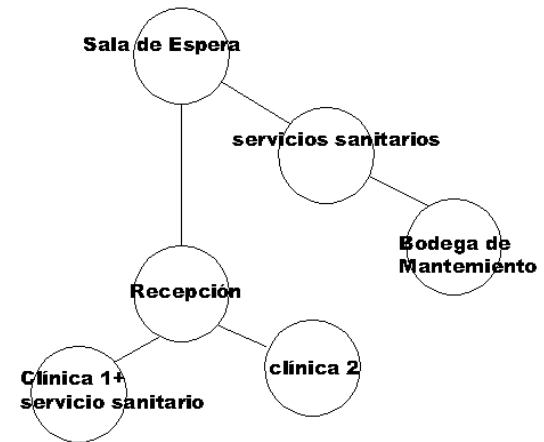 Sala de Espera
servicios sanitarios
Bodega de
Mantemiento
Recepción
clínica 2
Clínica 1+
servicio sanitario